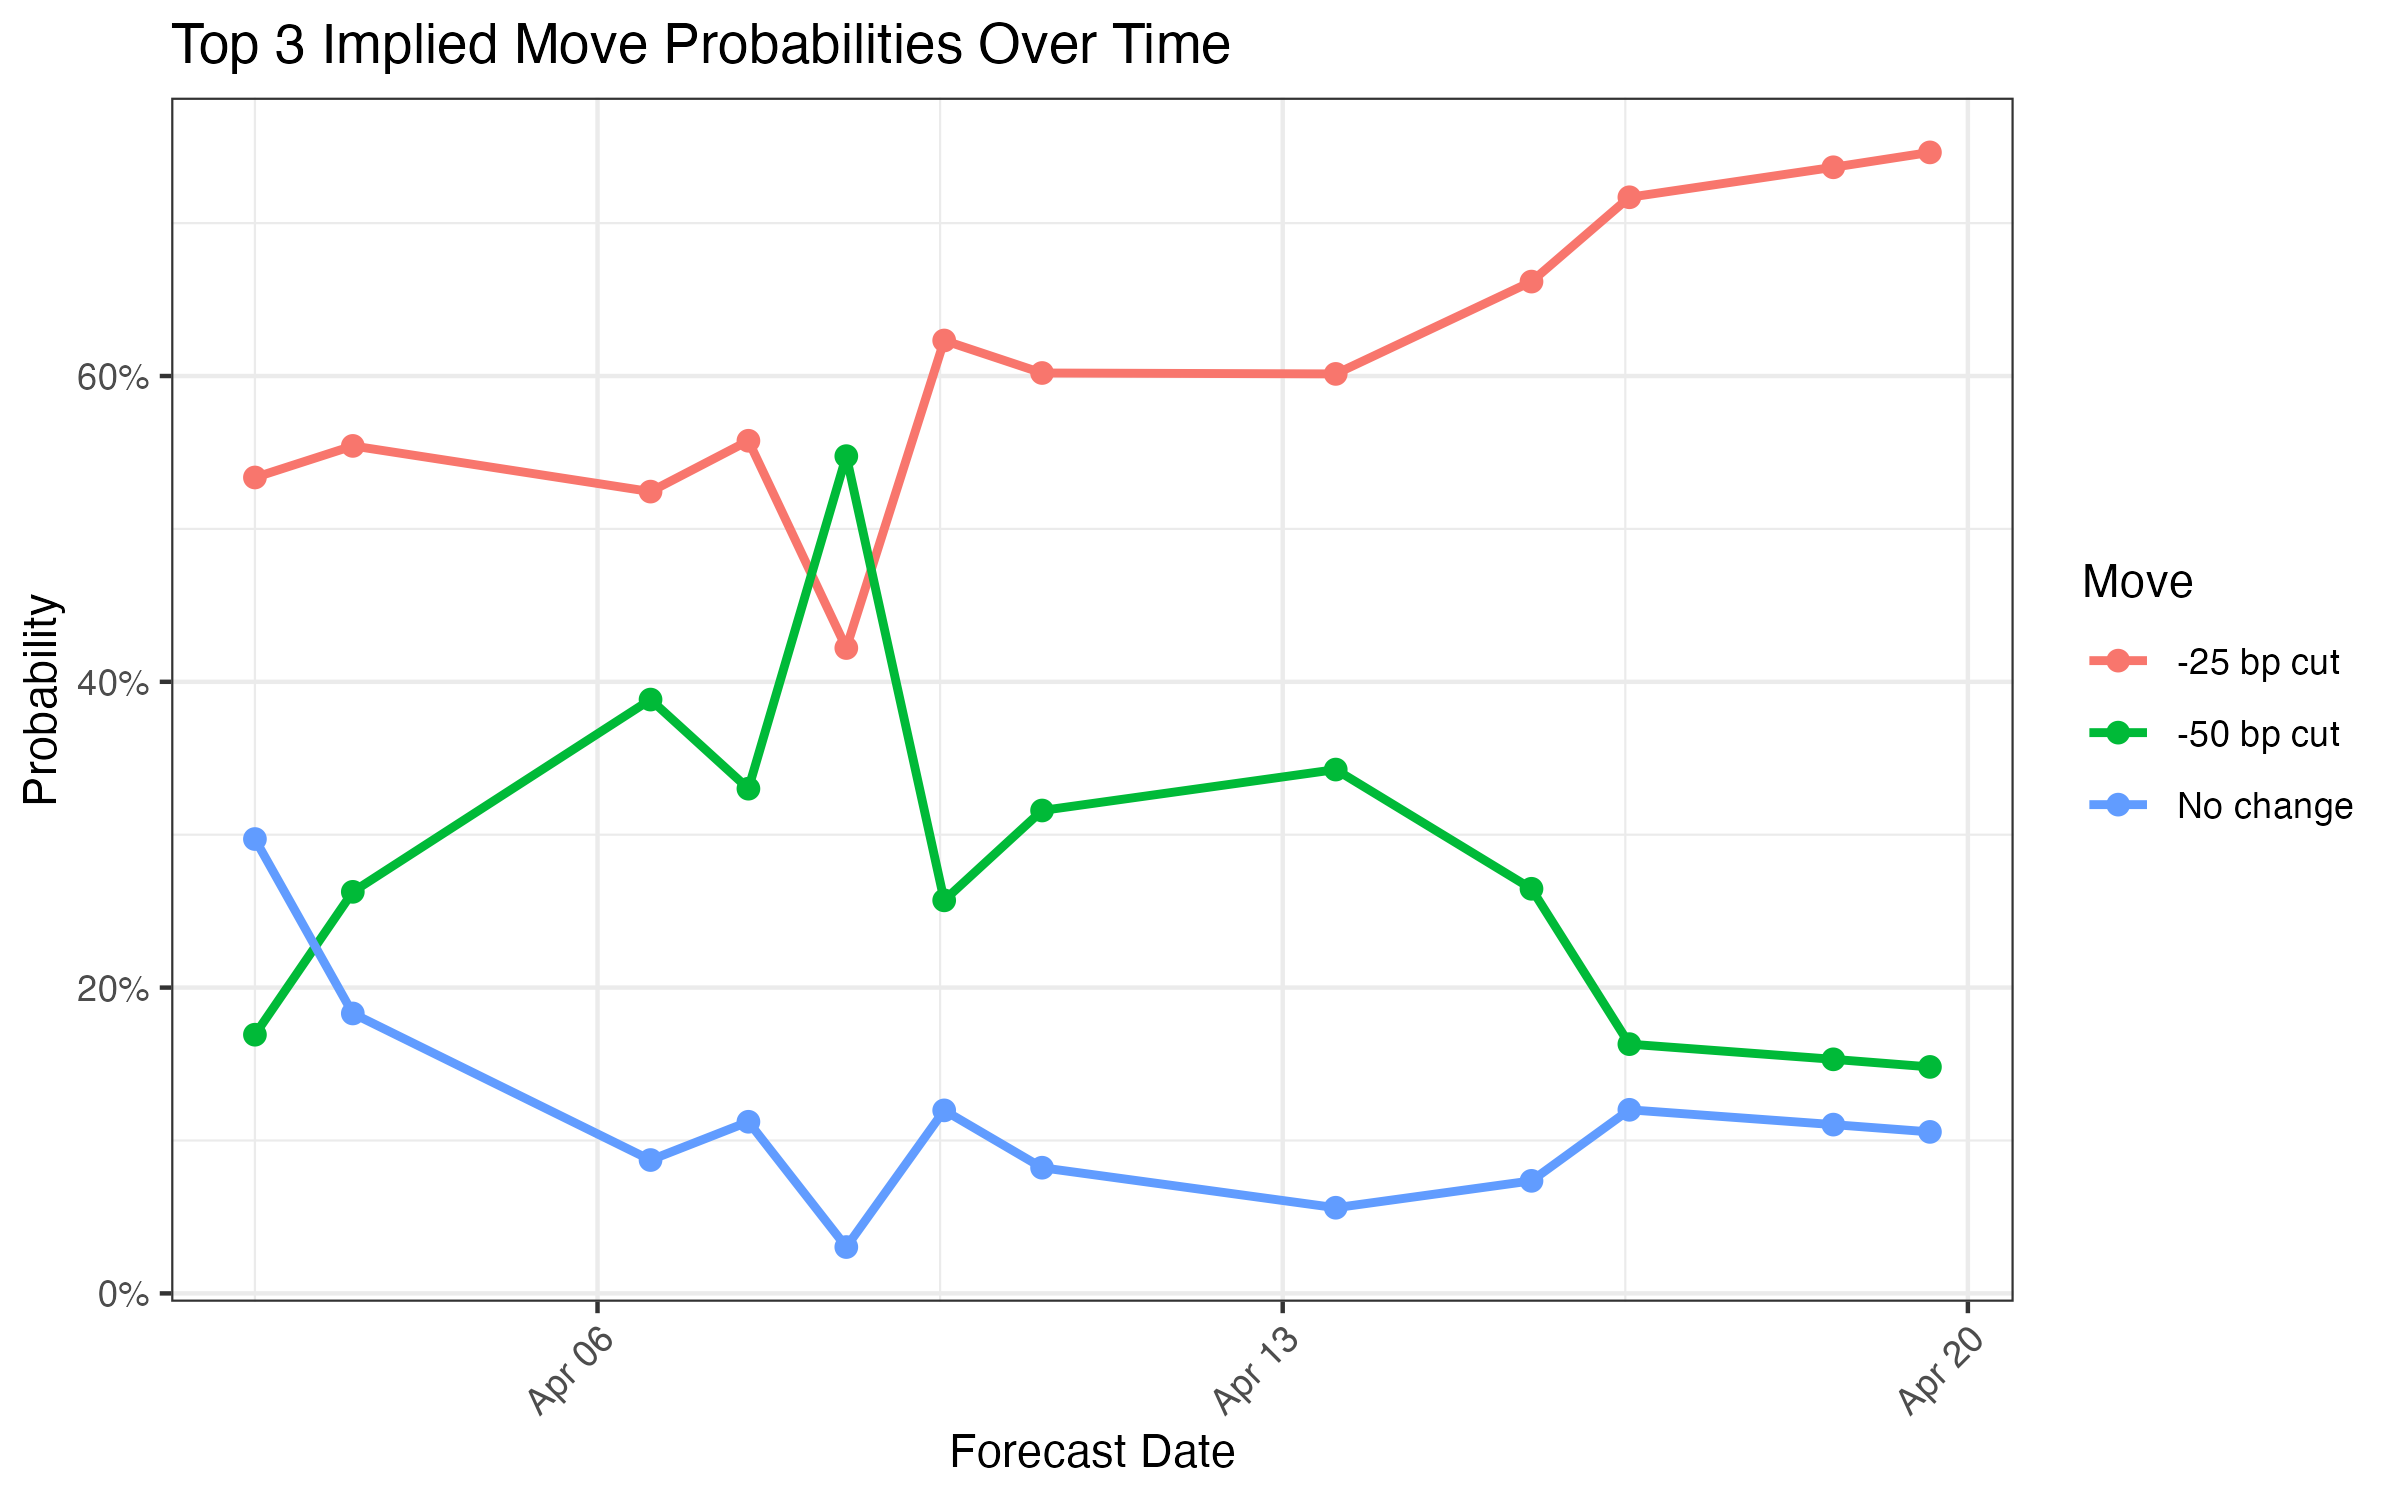 Top 3 Implied Move Probabilities Over Time
Probability
60%
40%
20%
0%
Apr 06
Apr 13
Apr 20
Forecast Date
Move
-25 bp cut
-50 bp cut
No change